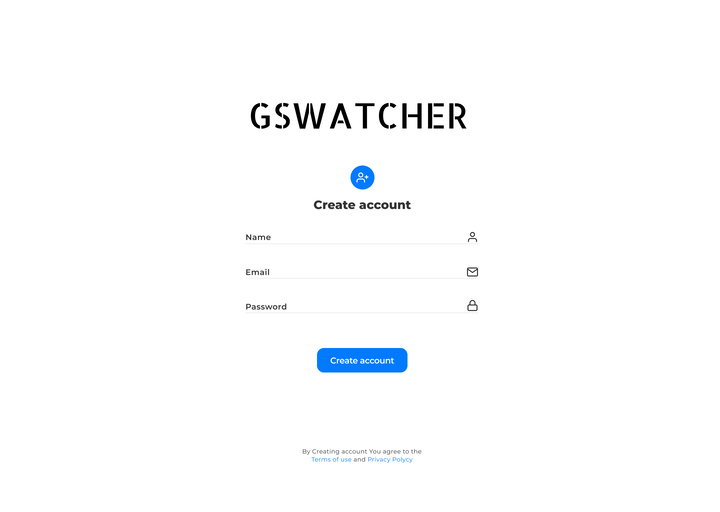 GSWATCHER
Create account
Name
Email
Password
Create account
By Creating account You agree to the
Terms of use and Privacy Polycy